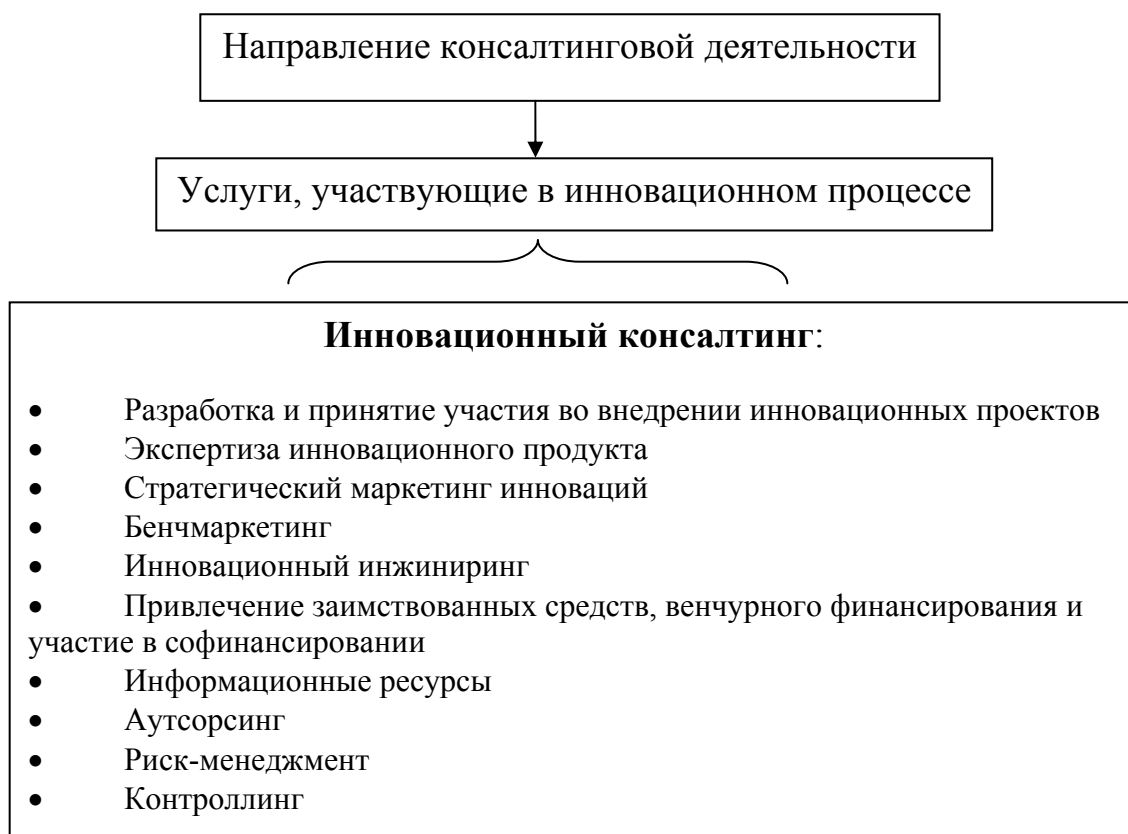 Направление консалтинговой деятельности
Услуги, участвующие в инновационном процессе
Инновационный консалтинг:
• Разработка и принятие участия во внедрении инновационных проектов
• Экспертиза инновационного продукта
• Стратегический маркетинг инноваций
• Бенчмаркетинг
• Инновационный инжиниринг
• Привлечение заимствованных средств, венчурного финансирования и
участие в софинансировании
• Информационные ресурсы
• Аутсорсинг
• Риск-менеджмент
• Контроллинг